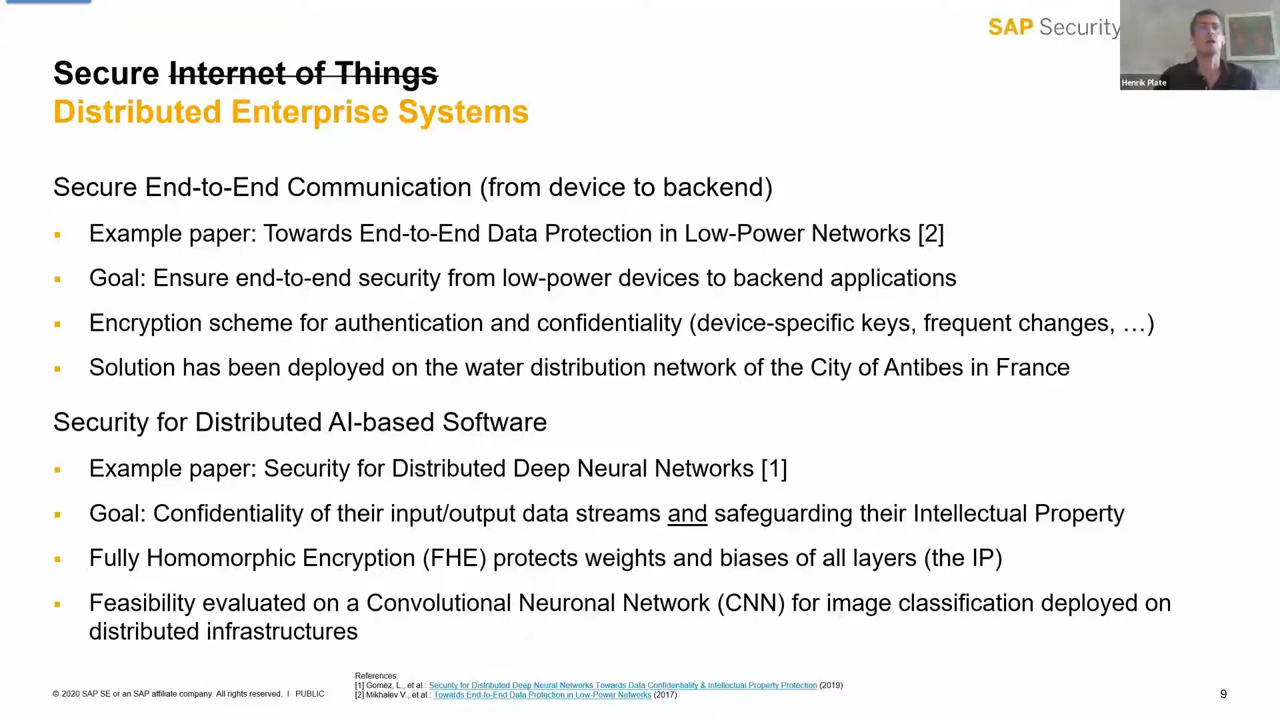 SAP Security
Henrik Plate
Secure Internet of Things
Distributed Enterprise Systems
Secure End-to-End Communication (from device to backend)
▪ Example paper: Towards End-to-End Data Protection in Low-Power Networks [2]
▪ Goal: Ensure end-to-end security from low-power devices to backend applications
▪ Encryption scheme for authentication and confidentiality (device-specific keys, frequent changes, …)
▪ Solution has been deployed on the water distribution network of the City of Antibes in France
Security for Distributed AI-based Software
▪ Example paper: Security for Distributed Deep Neural Networks [1]
▪ Goal: Confidentiality of their input/output data streams and safeguarding their Intellectual Property
▪ Fully Homomorphic Encryption (FHE) protects weights and biases of all layers (the IP)
▪ Feasibility evaluated on a Convolutional Neuronal Network (CNN) for image classification deployed on
distributed infrastructures
References:
[1] Gomez, L., et al.: Security for Distributed Deep Neural Networks Towards Data Confidentiality & Intellectual Property Protection (2019)
[2] Mikhalev V., et al.: Towards End-to-End Data Protection in Low-Power Networks (2017)
© 2020 SAP SE or an SAP affiliate company. All rights reserved. I PUBLIC
9